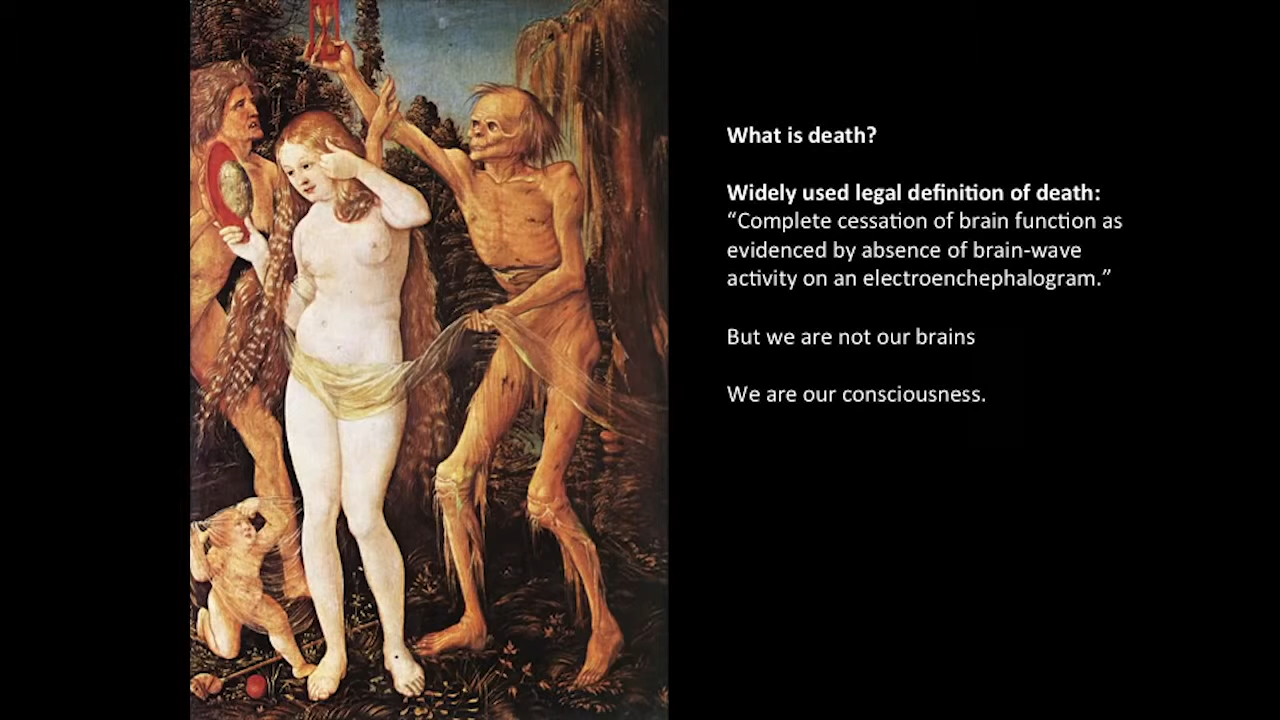 What is death?
Widely used legal definition of death:
“Complete cessation of brain function as
evidenced by absence of brain-wave
activity on an electroenchephalogram.”
But we are not our brains
We are our consciousness.